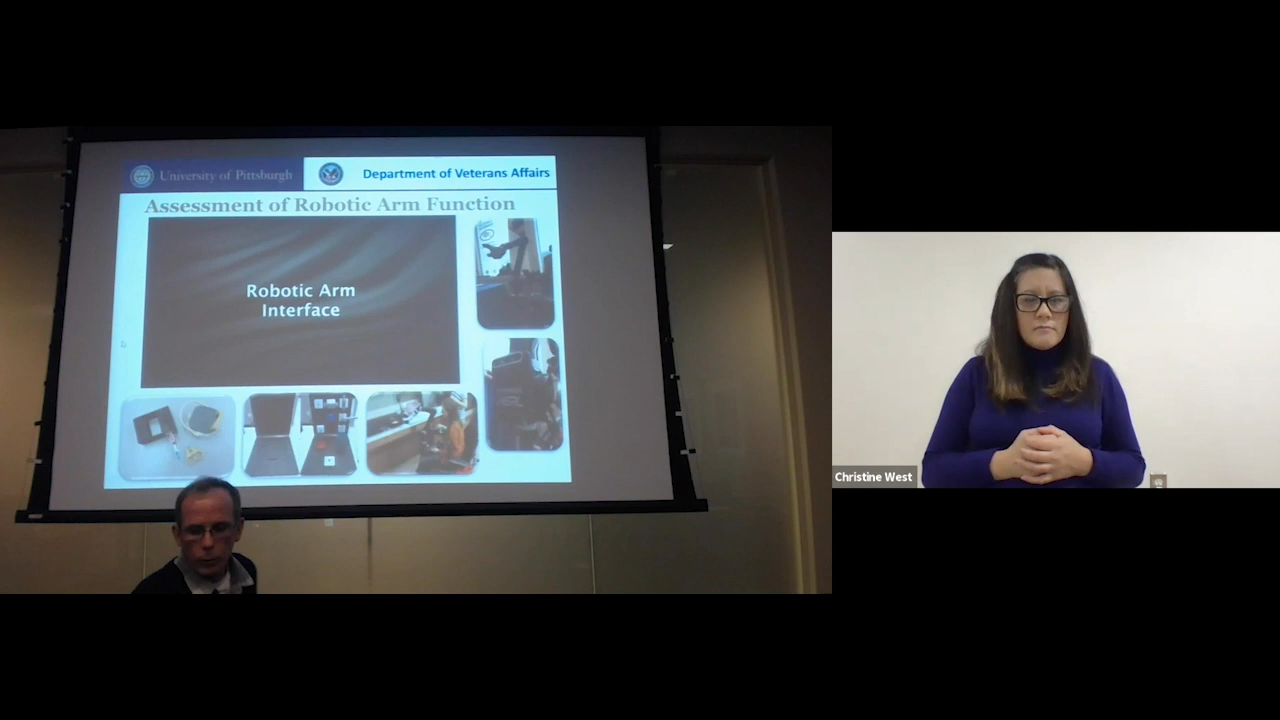 University of Pittsburgh
Department of Veterans Affairs
Assessment of Robotic Arm Function
Robotic Arm
Interface
Christine West